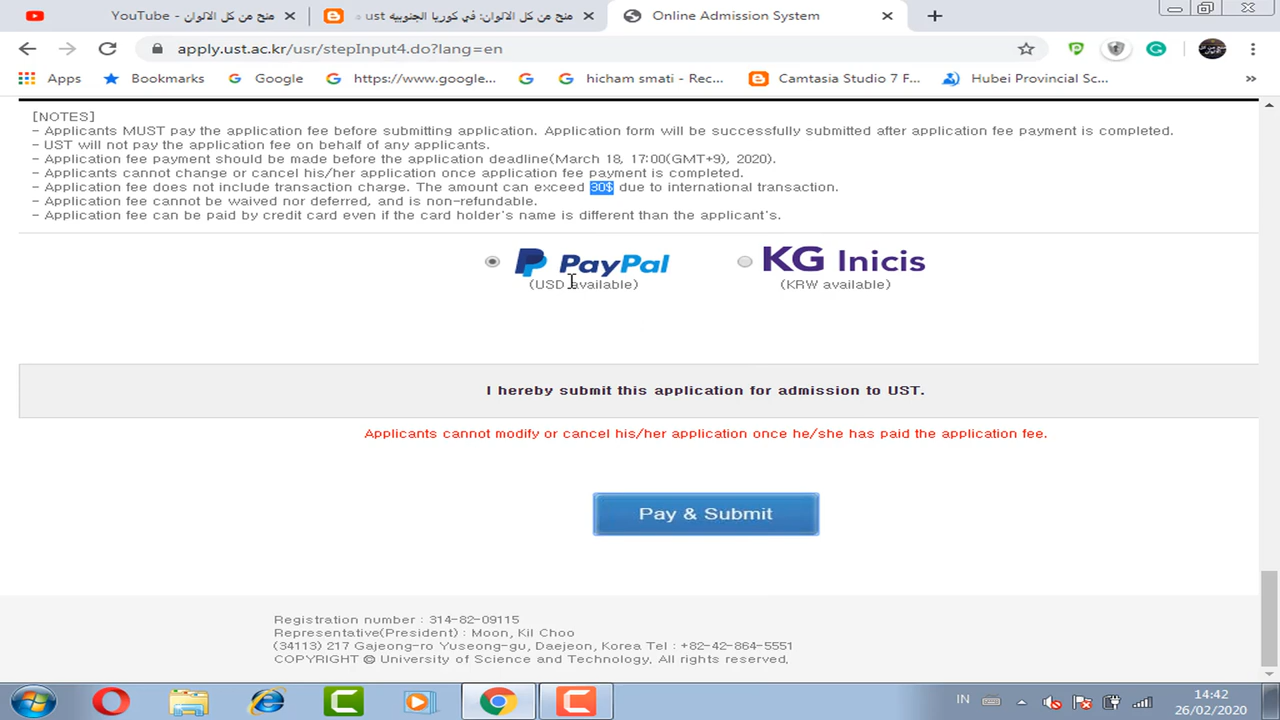 منح من كل الالوان - YouTube
منح من كل الالوان: في كوريا الجنوبيه ust
Online Admission System
apply.ust.ac.kr/usr/stepInput4.do?lang=en
Apps
Bookmarks
Google
https://www.google...
hicham smati - Rec...
Camtasia Studio 7 F...
Hubei Provincial Sc...
»
[NOTES]
- Applicants MUST pay the application fee before submitting application. Application form will be successfully submitted after application fee payment is completed.
- UST will not pay the application fee on behalf of any applicants.
- Application fee payment should be made before the application deadline(March 18, 17:00(GMT+9), 2020).
- Applicants cannot change or cancel his/her application once application fee payment is completed.
- Application fee does not include transaction charge. The amount can exceed 30$ due to international transaction.
- Application fee cannot be waived nor deferred, and is non-refundable.
- Application fee can be paid by credit card even if the card holder's name is different than the applicant's.
PayPal
(USD available)
KG Inicis
(KRW available)
I hereby submit this application for admission to UST.
Applicants cannot modify or cancel his/her application once he/she has paid the application fee.
Pay & Submit
Registration number : 314-82-09115
Representative(President) : Moon, Kil Choo
(34113) 217 Gajeong-ro Yuseong-gu, Daejeon, Korea Tel : +82-42-864-5551
COPYRIGHT © University of Science and Technology. All rights reserved.
IN
14:42
26/02/2020